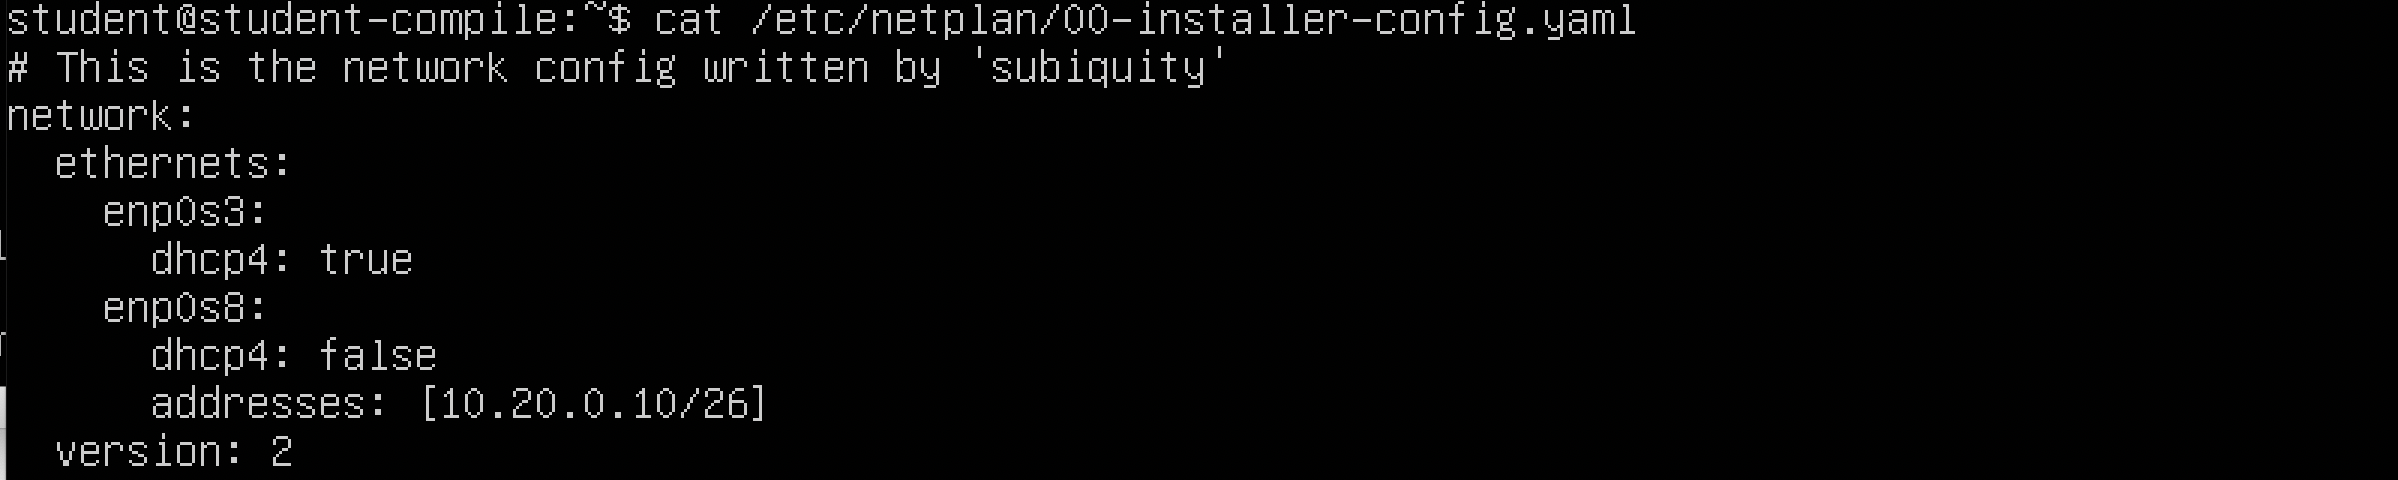 student@student-compile:~$ cat /etc/netplan/00-installer-config.yaml
# This is the network config written by 'subiquity'
network:
  ethernets:
    enp0s3:
      dhcp4: true
    enp0s8:
      dhcp4: false
      addresses: [10.20.0.10/26]
  version: 2